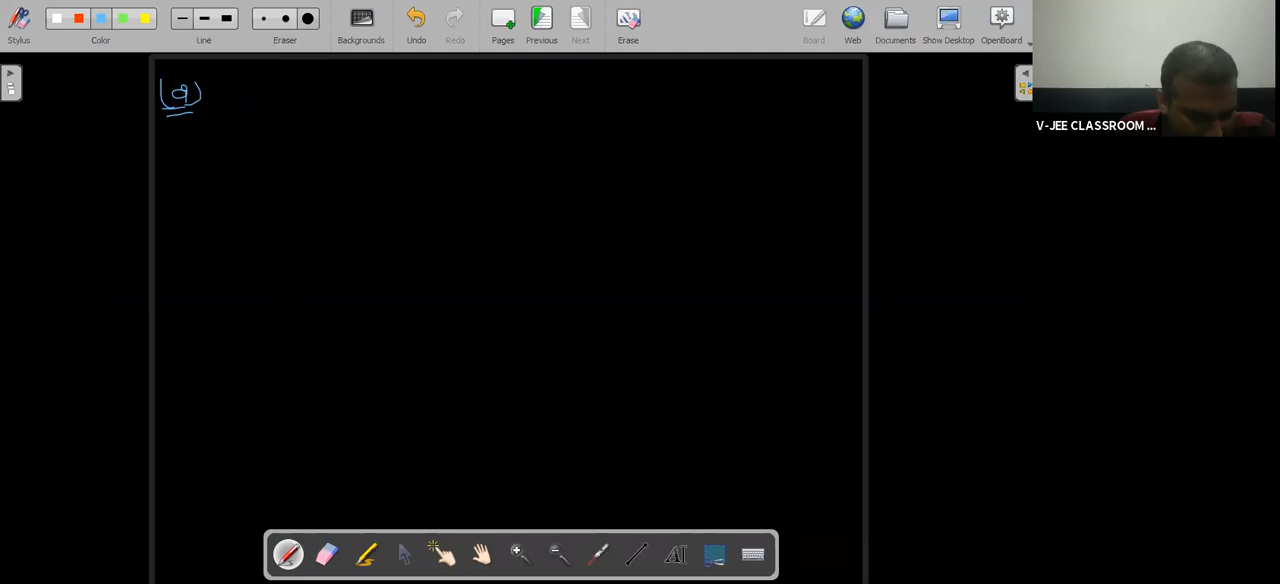 Stylus Color Line Eraser Backgrounds Undo Redo Pages Previous Next Erase Board Web Documents Show Desktop OpenBoard
V-JEE CLASSROOM ...
(a)
AI